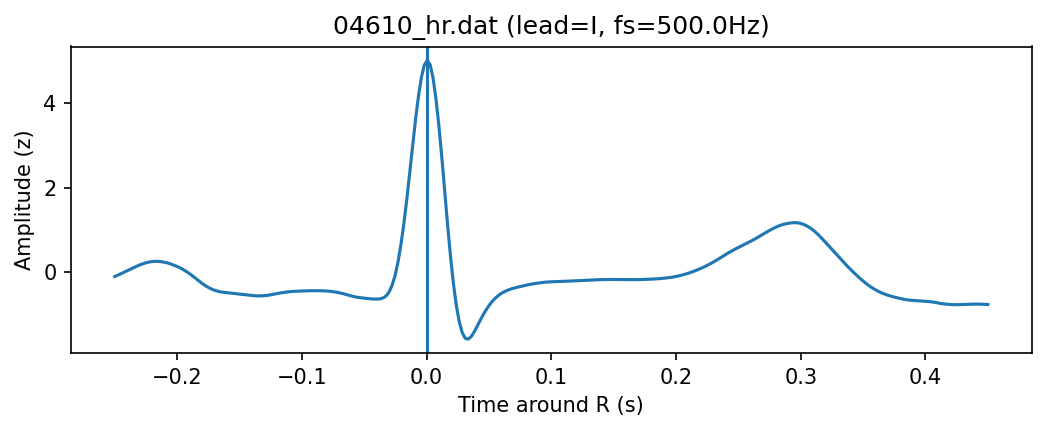 04610_hr.dat (lead=I, fs=500.0Hz)
Amplitude (z)
4
2
0
−0.2 −0.1 0.0 0.1 0.2 0.3 0.4
Time around R (s)